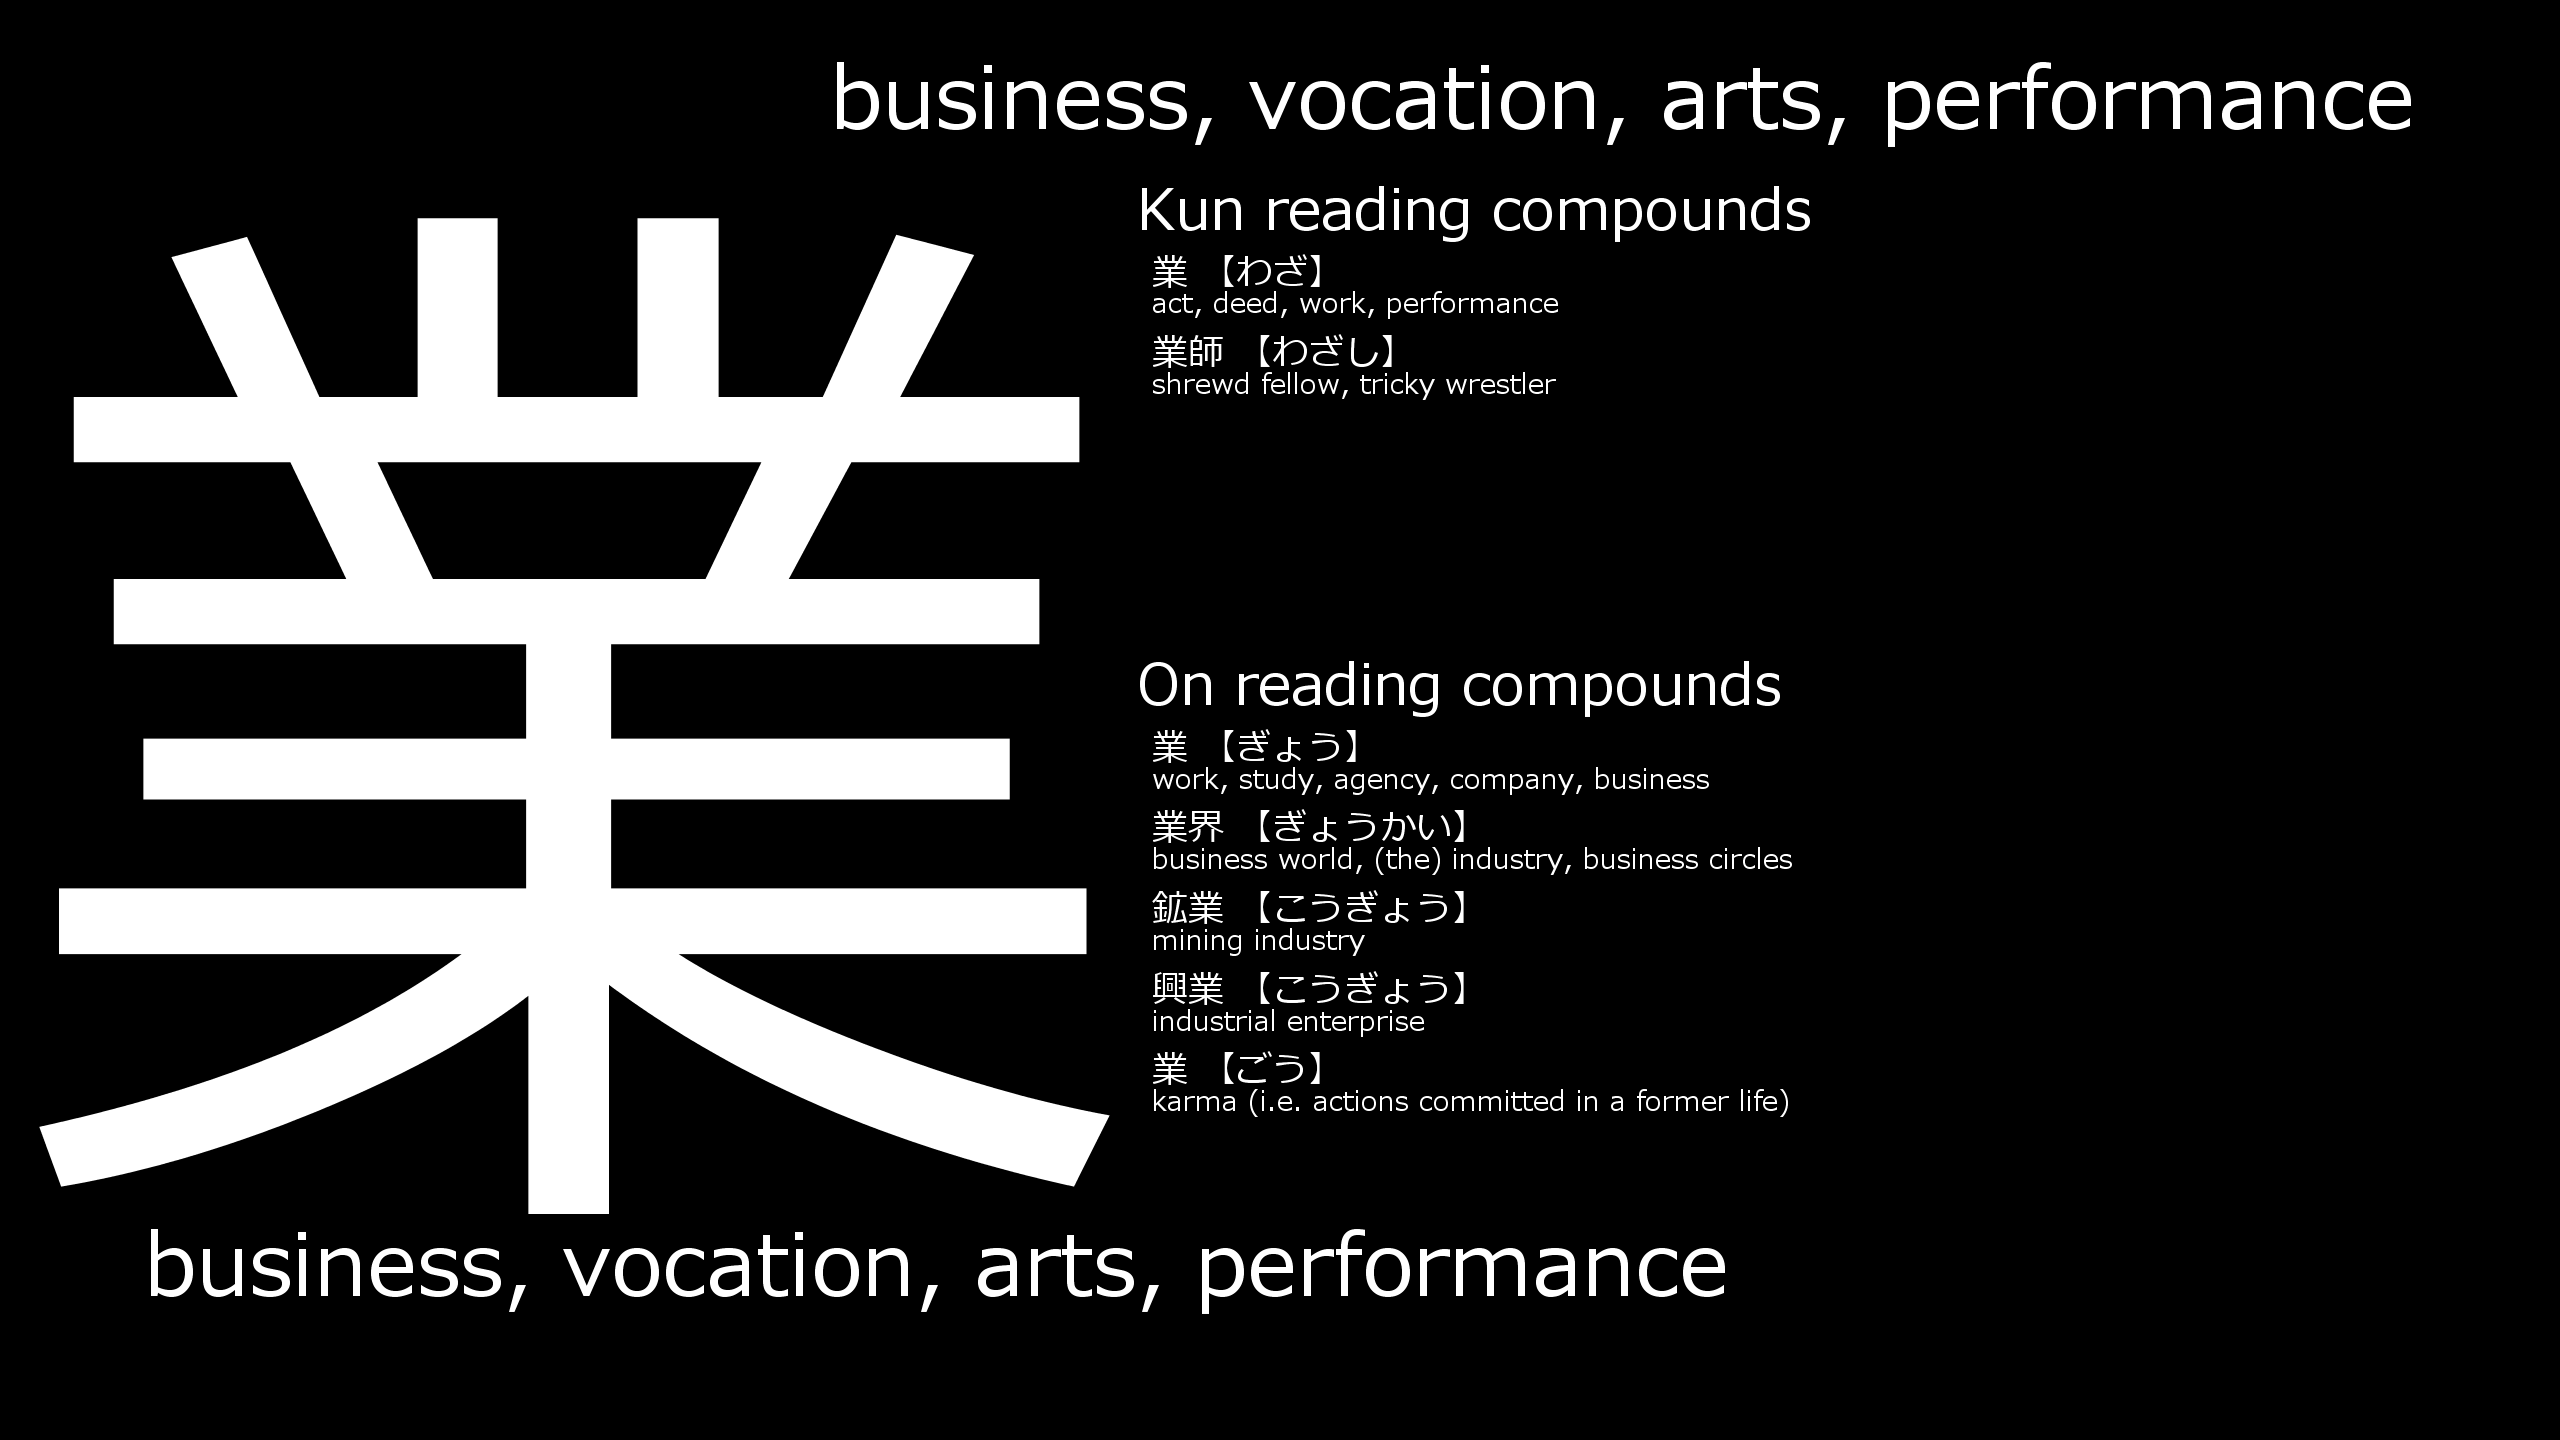 business, vocation, arts, performance
業
Kun reading compounds
業 【わざ】
act, deed, work, performance
業師 【わざし】
shrewd fellow, tricky wrestler
On reading compounds
業 【ぎょう】
work, study, agency, company, business
業界 【ぎょうかい】
business world, (the) industry, business circles
鉱業 【こうぎょう】
mining industry
興業 【こうぎょう】
industrial enterprise
業 【ごう】
karma (i.e. actions committed in a former life)
business, vocation, arts, performance